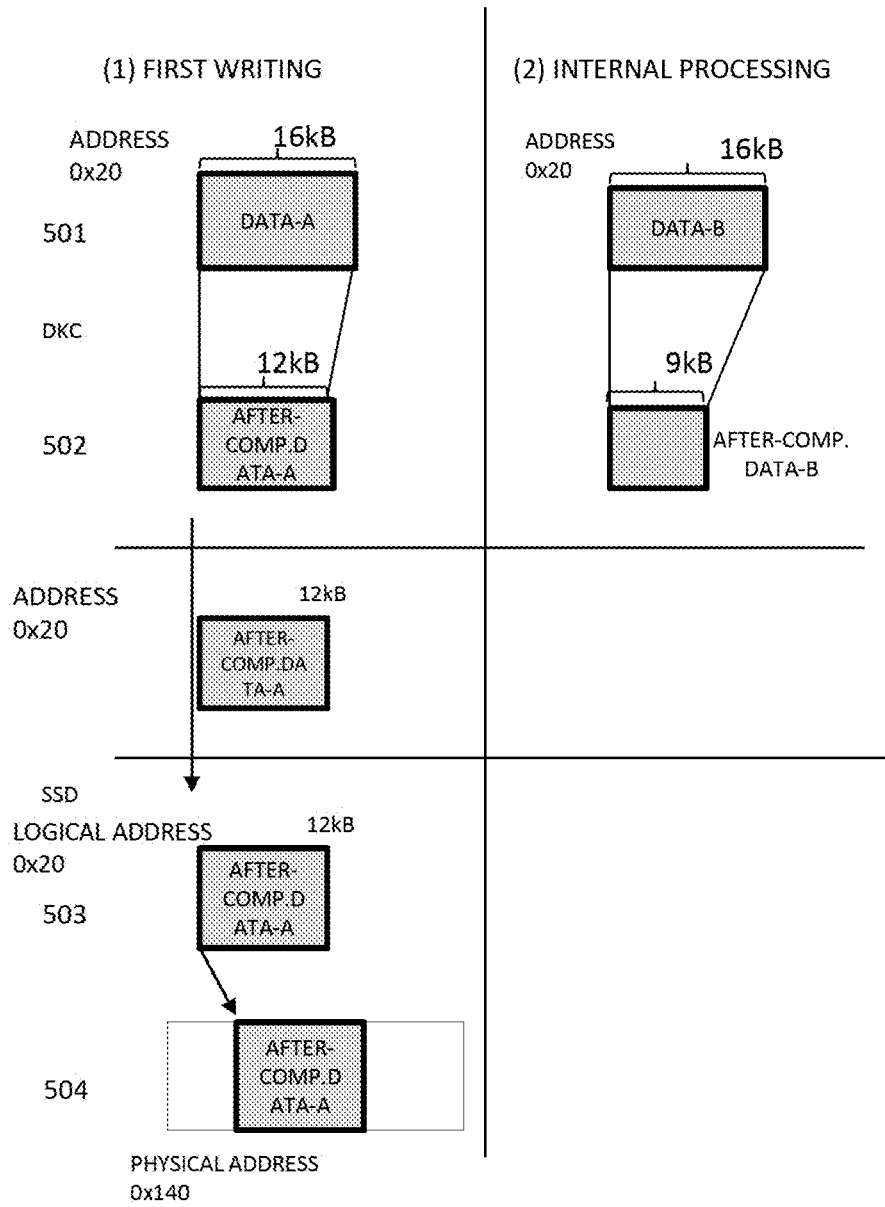 (1) FIRST WRITING
(2) INTERNAL PROCESSING
ADDRESS
0x20
16kB
ADDRESS
0x20
16kB
501
DATA-A
DATA-B
DKC
12kB
9kB
502
AFTER-
COMP.D
ATA-A
AFTER-COMP.
DATA-B
ADDRESS
0x20
12kB
AFTER-
COMP.DA
TA-A
SSD
LOGICAL ADDRESS
0x20
12kB
503
AFTER-
COMP.D
ATA-A
504
AFTER-
COMP.D
ATA-A
PHYSICAL ADDRESS
0x140